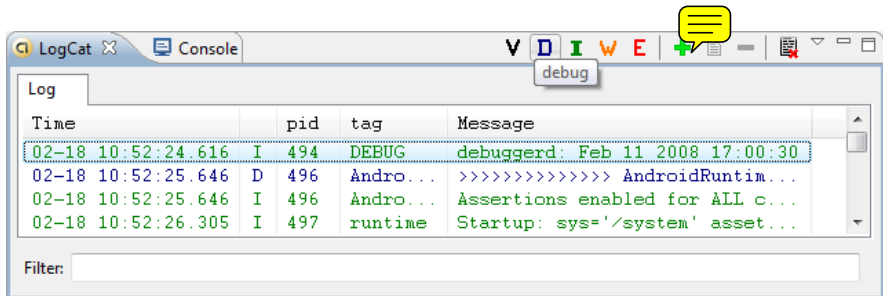 LogCat Console V D I W E
debug
Log
Time pid tag Message
02-18 10:52:24.616 I 494 DEBUG debuggerd: Feb 11 2008 17:00:30
02-18 10:52:25.646 D 496 Andro... >>>>>>>>>>>>>> AndroidRuntim...
02-18 10:52:25.646 I 496 Andro... Assertions enabled for ALL c...
02-18 10:52:26.305 I 497 runtime Startup: sys='/system' asset...
Filter: